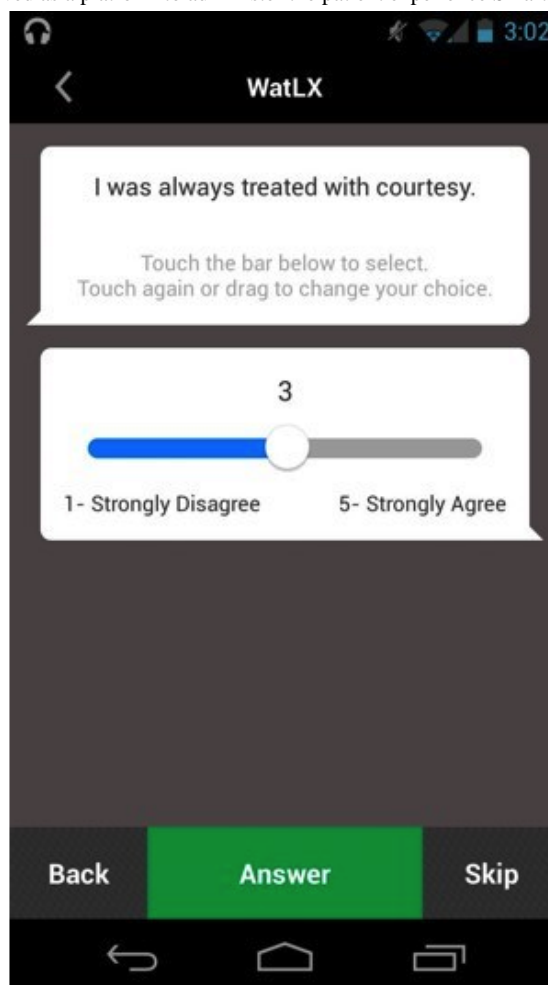 3:02
WatLX
I was always treated with courtesy.
Touch the bar below to select.
Touch again or drag to change your choice.
3
1- Strongly Disagree 5- Strongly Agree
Back Answer Skip